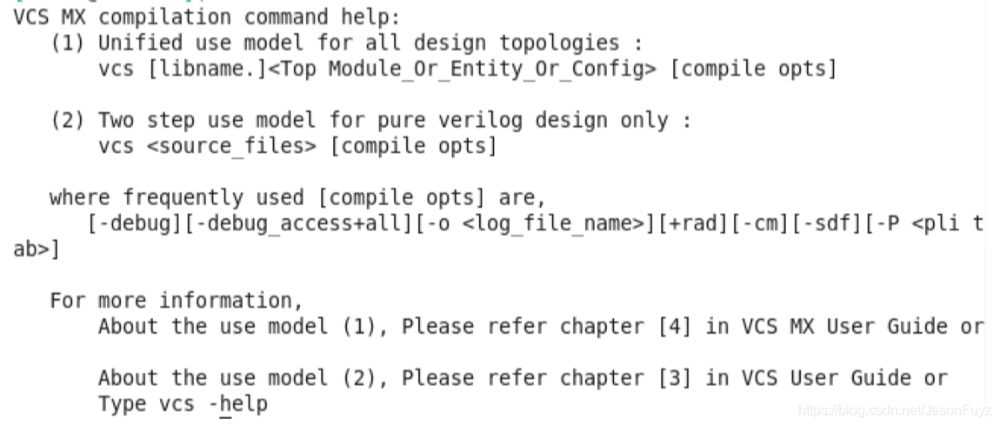 VCS MX compilation command help:
(1) Unified use model for all design topologies :
vcs [libname.]<Top Module_Or_Entity_Or_Config> [compile opts]
(2) Two step use model for pure verilog design only :
vcs <source_files> [compile opts]
where frequently used [compile opts] are,
[-debug][-debug_access+all][-o <log_file_name>][+rad][-cm][-sdf][-P <pli t
ab>]
For more information,
About the use model (1), Please refer chapter [4] in VCS MX User Guide or
About the use model (2), Please refer chapter [3] in VCS User Guide or
Type vcs -help
https://blog.csdn.net/JasonFuyz